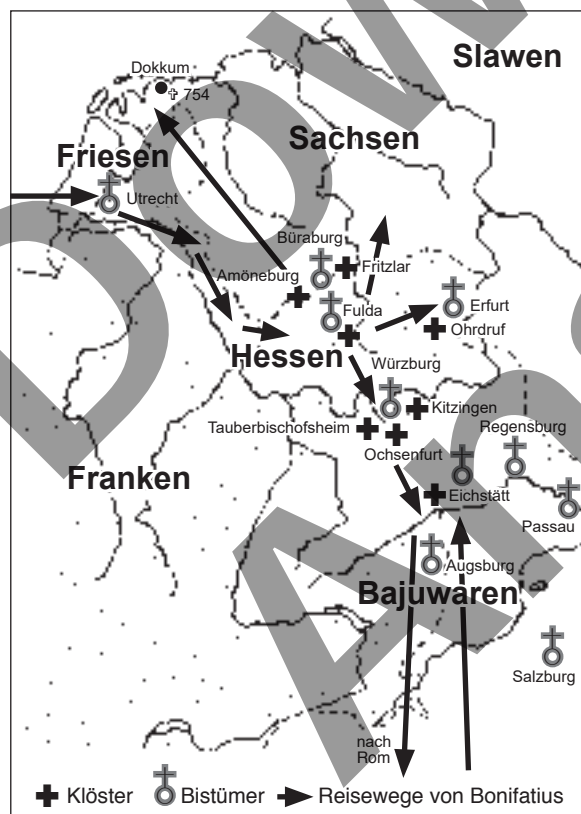 Slawen
Dokkum
✞ 754
Sachsen
Friesen
Utrecht
Büraburg
Fritzlar
Amöneburg
Fulda
Erfurt
Ohrdruf
Hessen
Würzburg
Kitzingen
Tauberbischofsheim
Regensburg
Ochsenfurt
Franken
Eichstätt
Passau
Augsburg
Bajuwaren
Salzburg
nach
Rom
Klöster Bistümer Reisewege von Bonifatius